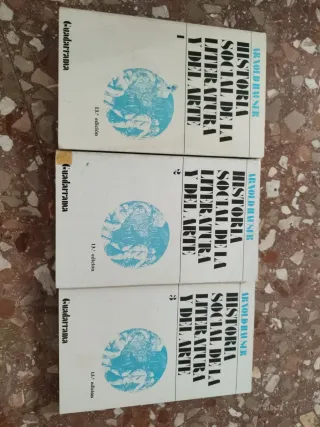 ARNOLD HAUSER
HISTORIA
SOCIAL DE LA
LITERATURA
Y DEL ARTE
1
13.ª edición
Guadarrama
ARNOLD HAUSER
HISTORIA
SOCIAL DE LA
LITERATURA
Y DEL ARTE
2
13.ª edición
Guadarrama
ARNOLD HAUSER
HISTORIA
SOCIAL DE LA
LITERATURA
Y DEL ARTE
3
13.ª edición
Guadarrama